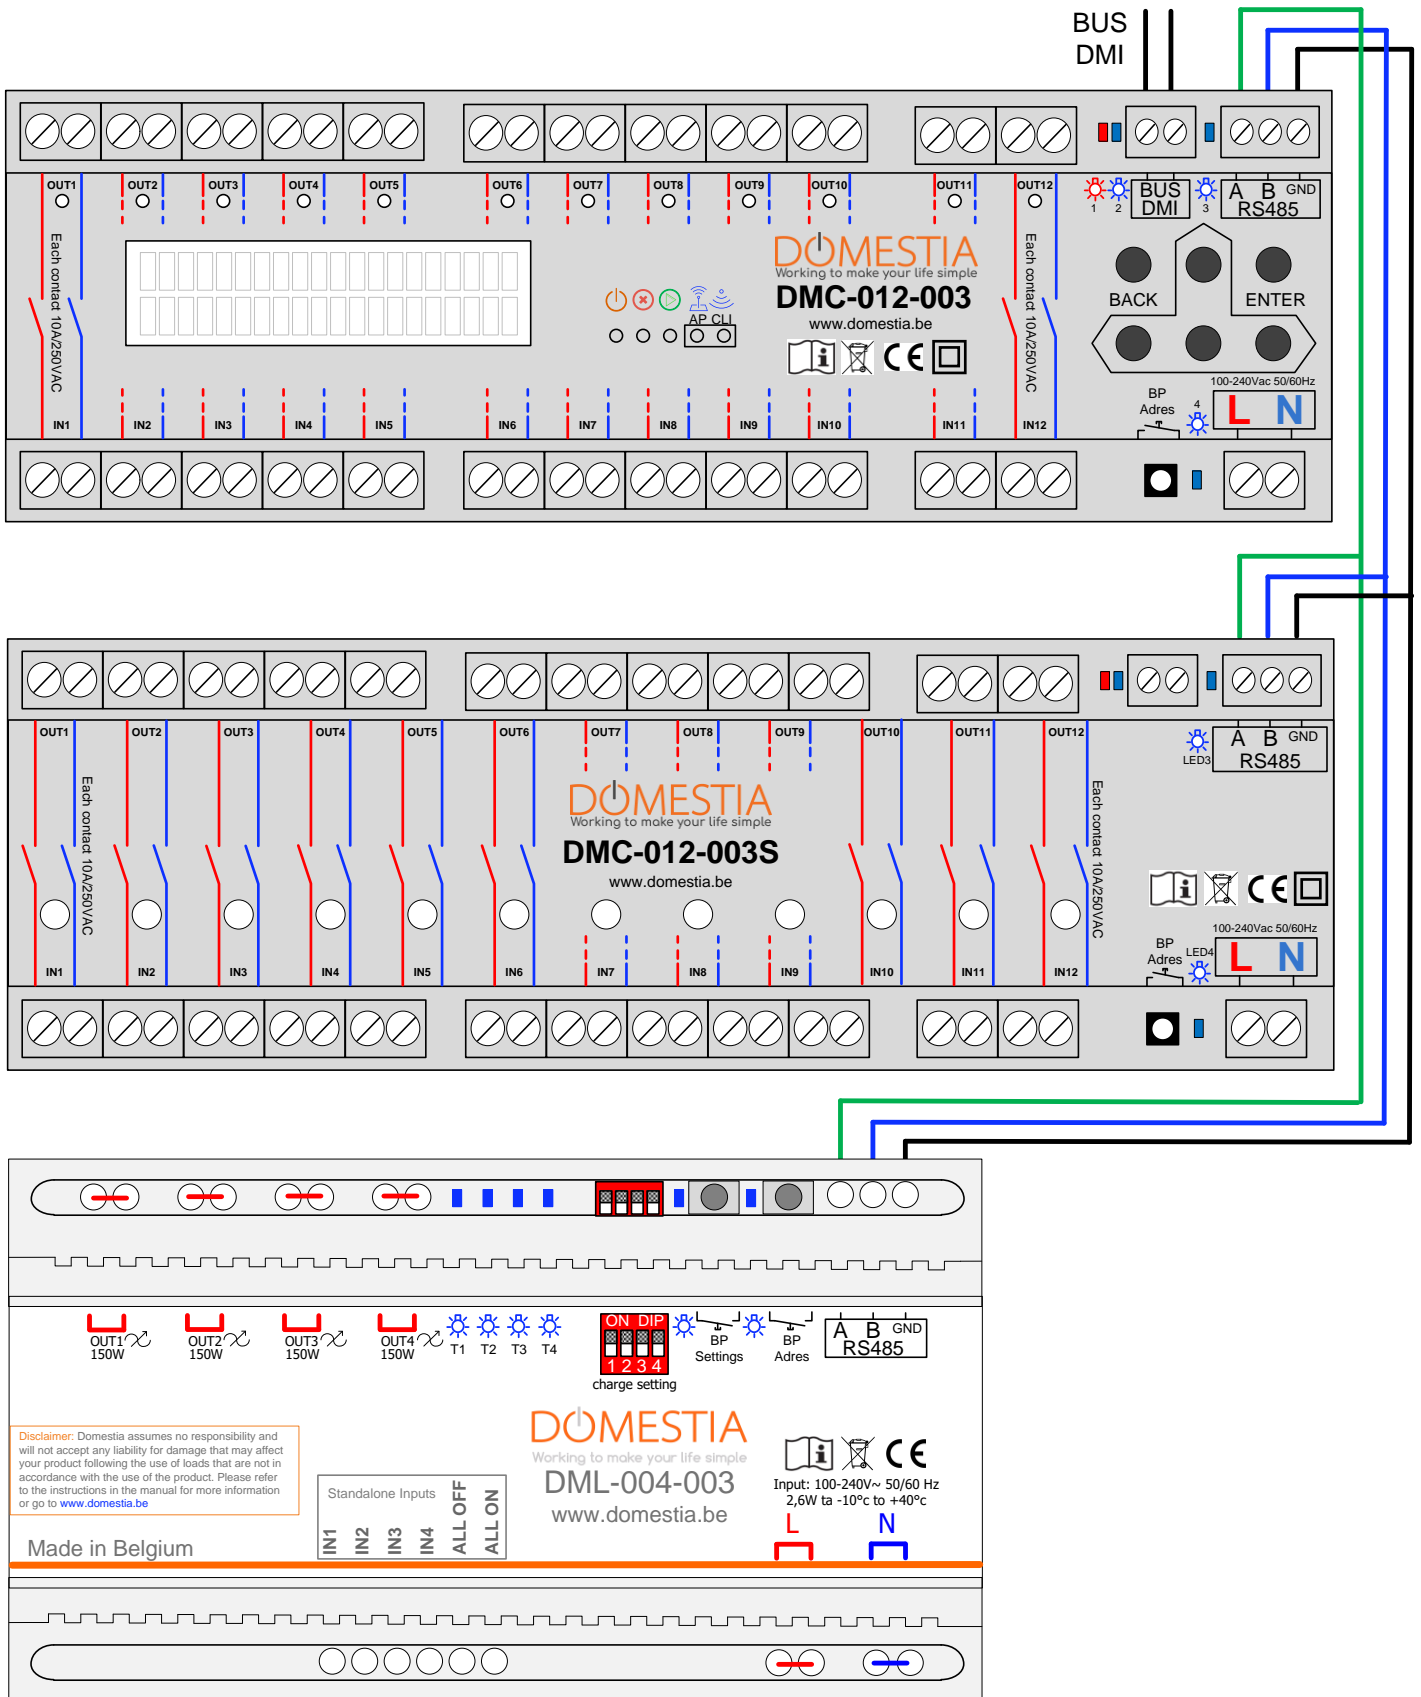 BUS
DMI
OUT1 OUT2 OUT3 OUT4 OUT5 OUT6 OUT7 OUT8 OUT9 OUT10 OUT11 OUT12
1 2 BUS DMI 3 A B GND
RS485
Each contact 10A/250VAC
DOMESTIA
Working to make your life simple
DMC-012-003
www.domestia.be
AP CLI
Each contact 10A/250VAC
BACK ENTER
100-240Vac 50/60Hz
BP
Adres 4 L N
IN1 IN2 IN3 IN4 IN5 IN6 IN7 IN8 IN9 IN10 IN11 IN12
OUT1 OUT2 OUT3 OUT4 OUT5 OUT6 OUT7 OUT8 OUT9 OUT10 OUT11 OUT12
LED3 A B GND
RS485
Each contact 10A/250VAC
DOMESTIA
Working to make your life simple
DMC-012-003S
www.domestia.be
Each contact 10A/250VAC
100-240Vac 50/60Hz
BP
Adres LED4 L N
IN1 IN2 IN3 IN4 IN5 IN6 IN7 IN8 IN9 IN10 IN11 IN12
OUT1 150W
OUT2 150W
OUT3 150W
OUT4 150W
T1 T2 T3 T4
ON DIP
1 2 3 4
charge setting
BP
Settings
BP
Adres
A B GND
RS485
Disclaimer: Domestia assumes no responsibility and
will not accept any liability for damage that may affect
your product following the use of loads that are not in
accordance with the use of the product. Please refer
to the instructions in the manual for more information
or go to www.domestia.be
Standalone Inputs
IN1 IN2 IN3 IN4 ALL OFF ALL ON
DOMESTIA
Working to make your life simple
DML-004-003
www.domestia.be
Input: 100-240V~ 50/60 Hz
2,6W ta -10°c to +40°c
L N
Made in Belgium